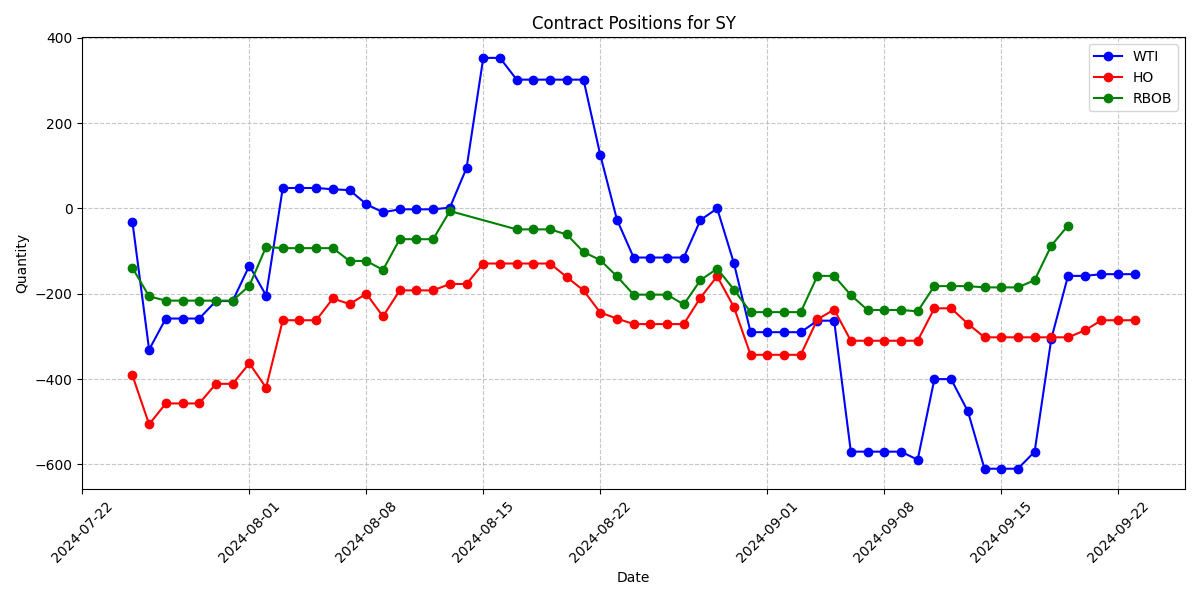 Contract Positions for SY
400
200
0
−200
−400
−600
Quantity
WTI
HO
RBOB
2024-07-22
2024-08-01
2024-08-08
2024-08-15
2024-08-22
2024-09-01
2024-09-08
2024-09-15
2024-09-22
Date